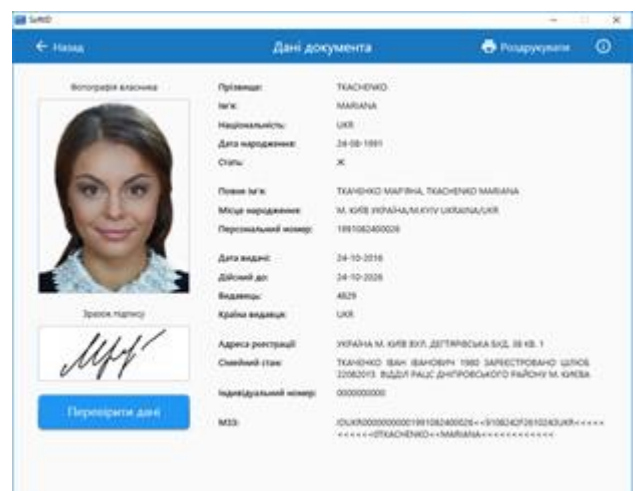 SafeID
← Назад
Дані документа
Роздрукувати
Фотографія власника
Прізвище: TKACHENKO
Ім'я: MARIANA
Національність: UKR
Дата народження: 24-08-1991
Стать: Ж
Повне ім'я: ТКАЧЕНКО МАР'ЯНА, TKACHENKO MARIANA
Місце народження: М. КИЇВ УКРАЇНА/M.KYIV UKRAINA/UKR
Персональний номер: 1991082400026
Дата видачі: 24-10-2016
Дійсний до: 24-10-2026
Видавець: 4829
Країна видавця: UKR
Зразок підпису
Адреса реєстрації: УКРАЇНА М. КИЇВ ВУЛ. ДЕГТЯРІВСЬКА БУД. 38 КВ. 1
Сімейний стан: ТКАЧЕНКО ІВАН ІВАНОВИЧ 1980 ЗАРЕЄСТРОВАНО ШЛЮБ
22082013 ВІДДІЛ РАЦС ДНІПРОВСЬКОГО РАЙОНУ М. КИЄВА
Індивідуальний номер: 0000000000
Перевірити дані
МЗЗ: